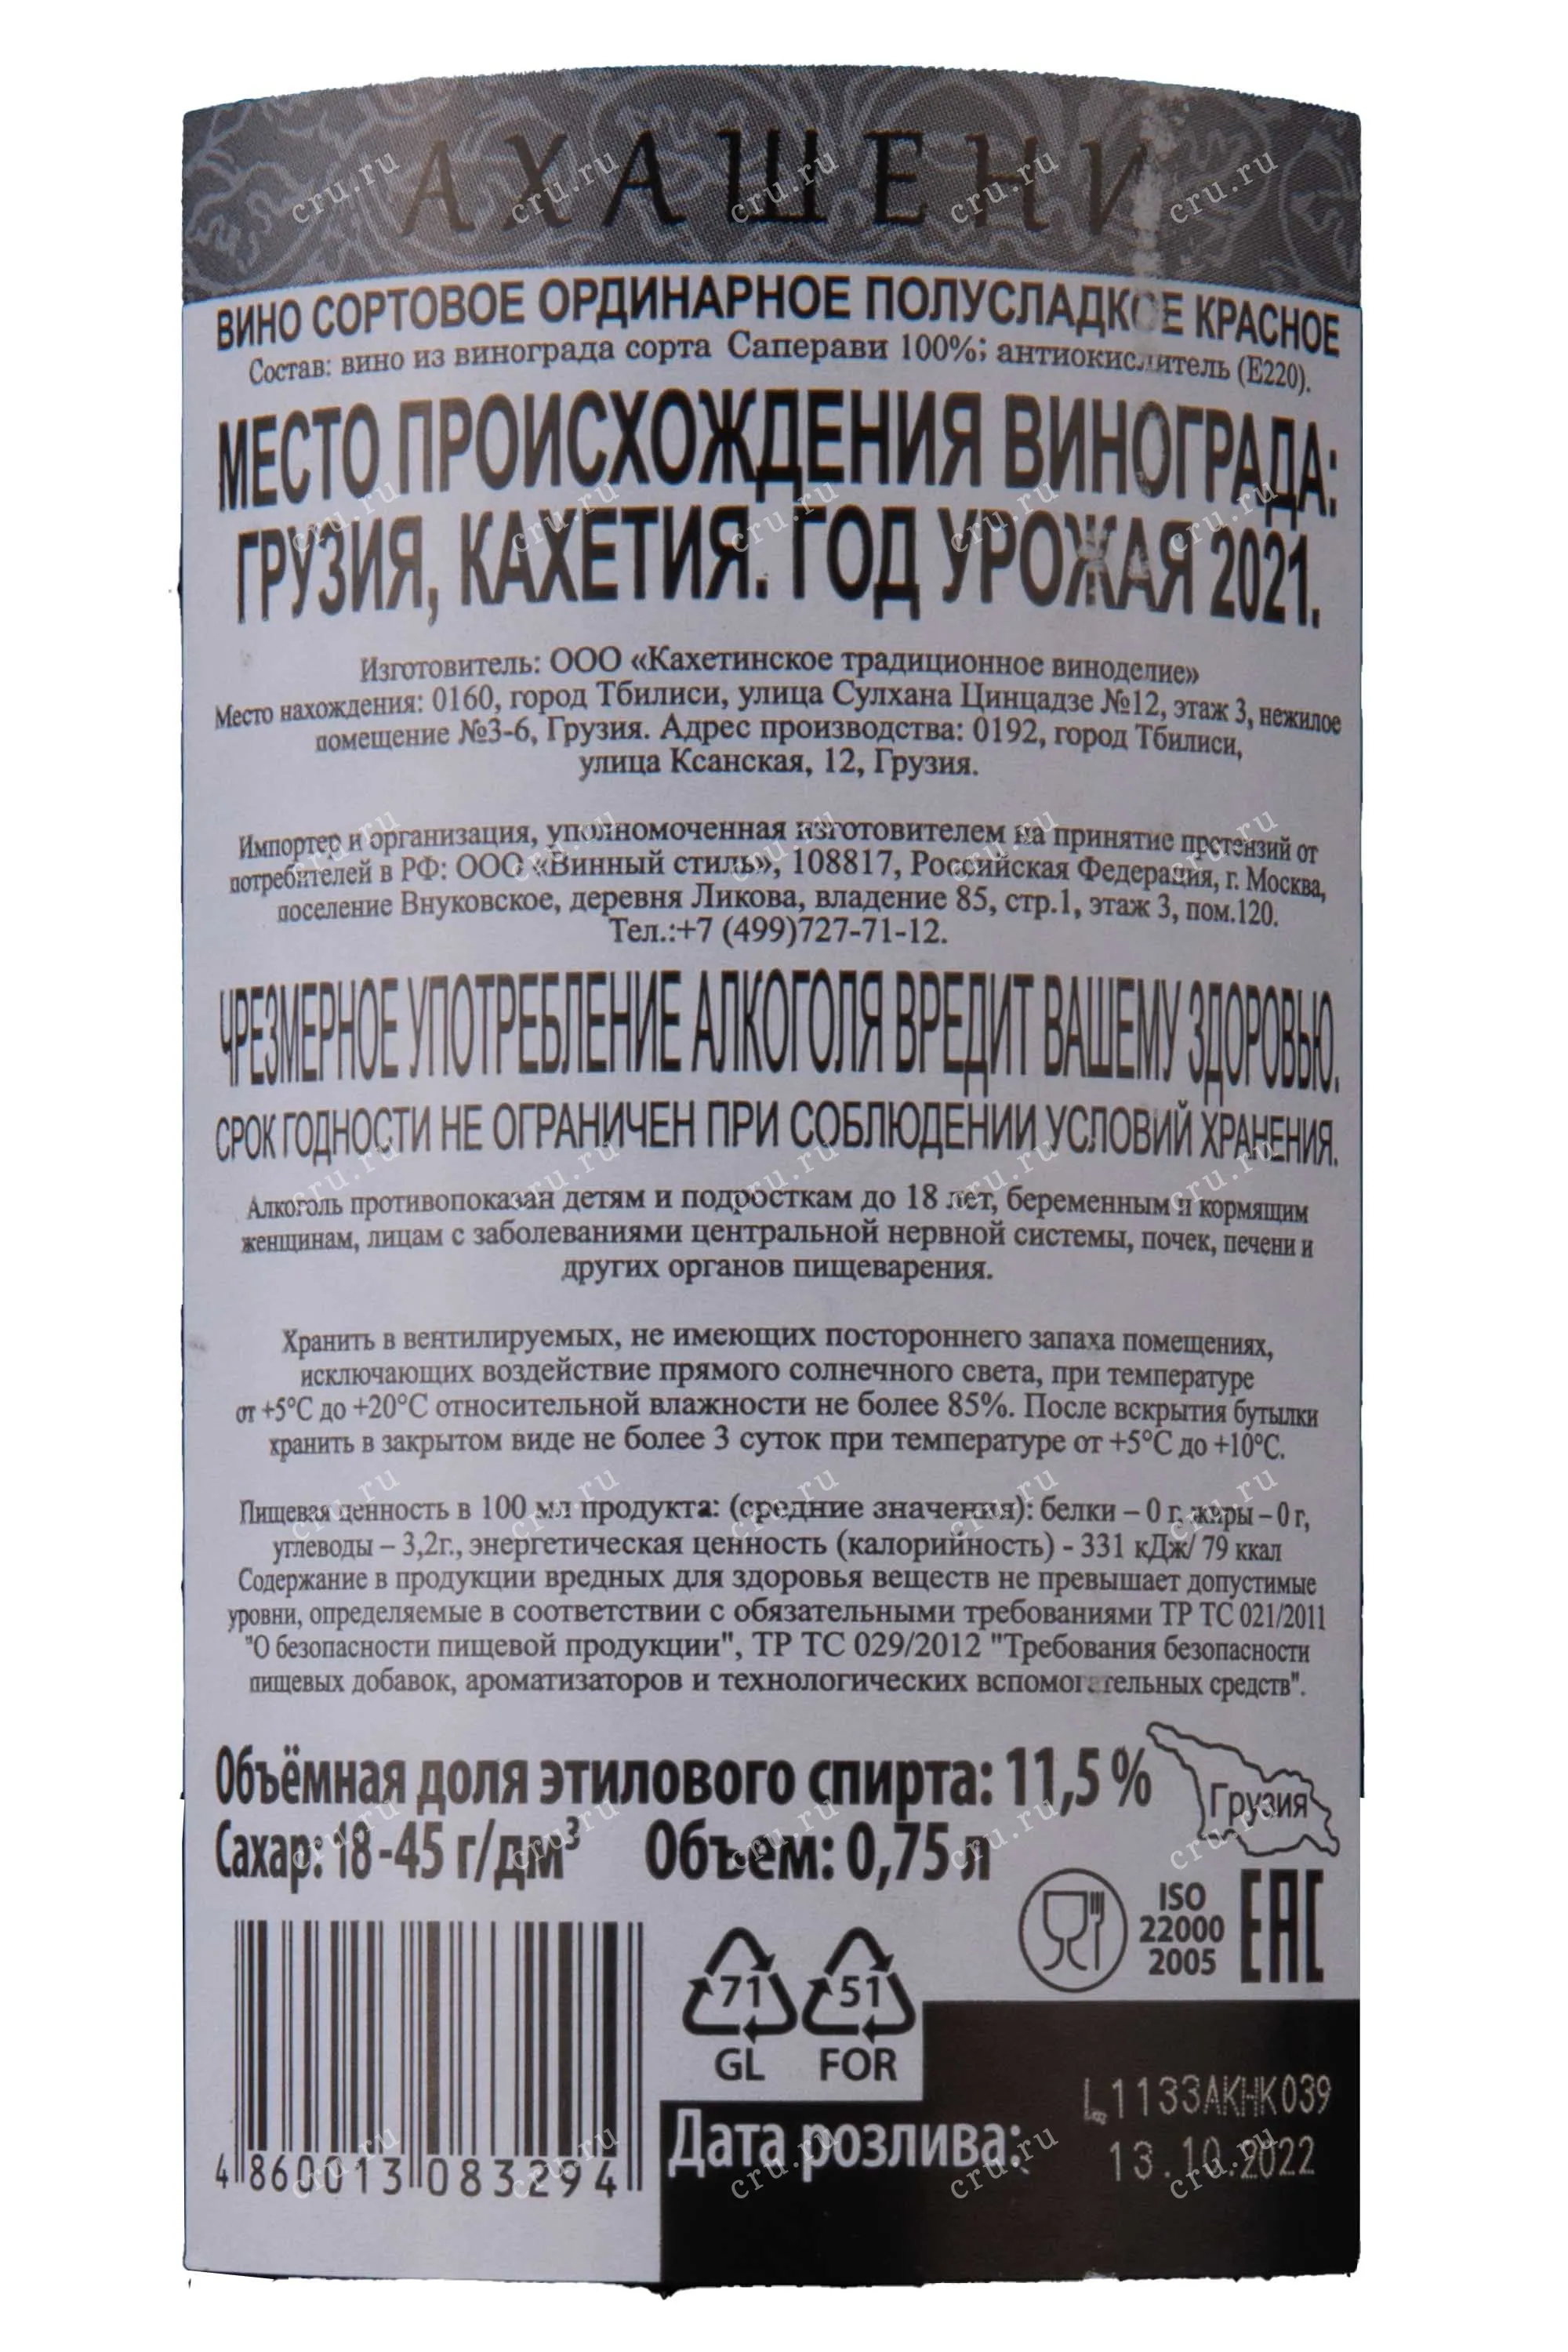 АХАШЕНИ
ВИНО СОРТОВОЕ ОРДИНАРНОЕ ПОЛУСЛАДКОЕ КРАСНОЕ
Состав: вино из винограда сорта Саперави 100%; антиокислитель (Е220).
МЕСТО ПРОИСХОЖДЕНИЯ ВИНОГРАДА:
ГРУЗИЯ, КАХЕТИЯ. ГОД УРОЖАЯ 2021.
Изготовитель: ООО «Кахетинское традиционное виноделие»
Место нахождения: 0160, город Тбилиси, улица Сулхана Цинцадзе №12, этаж 3, нежилое
помещение №3-6, Грузия. Адрес производства: 0192, город Тбилиси,
улица Ксанская, 12, Грузия.
Импортер и организация, уполномоченная изготовителем на принятие претензий от
потребителей в РФ: ООО «Винный стиль», 108817, Российская Федерация, г. Москва,
поселение Внуковское, деревня Ликова, владение 85, стр.1, этаж 3, пом.120.
Тел.:+7 (499)727-71-12.
ЧРЕЗМЕРНОЕ УПОТРЕБЛЕНИЕ АЛКОГОЛЯ ВРЕДИТ ВАШЕМУ ЗДОРОВЬЮ.
СРОК ГОДНОСТИ НЕ ОГРАНИЧЕН ПРИ СОБЛЮДЕНИИ УСЛОВИЙ ХРАНЕНИЯ.
Алкоголь противопоказан детям и подросткам до 18 лет, беременным и кормящим
женщинам, лицам с заболеваниями центральной нервной системы, почек, печени и
других органов пищеварения.
Хранить в вентилируемых, не имеющих постороннего запаха помещениях,
исключающих воздействие прямого солнечного света, при температуре
от +5°C до +20°C относительной влажности не более 85%. После вскрытия бутылки
хранить в закрытом виде не более 3 суток при температуре от +5°C до +10°C.
Пищевая ценность в 100 мл продукта: (средние значения): белки – 0 г, жиры – 0 г,
углеводы – 3,2г., энергетическая ценность (калорийность) - 331 кДж/ 79 ккал
Содержание в продукции вредных для здоровья веществ не превышает допустимые
уровни, определяемые в соответствии с обязательными требованиями ТР ТС 021/2011
"О безопасности пищевой продукции", ТР ТС 029/2012 "Требования безопасности
пищевых добавок, ароматизаторов и технологических вспомогательных средств".
Объёмная доля этилового спирта: 11,5 %
Грузия
Сахар: 18-45 г/дм³ Объем: 0,75 л
ISO
22000
2005
EAC
71
GL
51
FOR
L1133AKHK039
Дата розлива:
13.10.2022
4 860013 083294
cru.ru